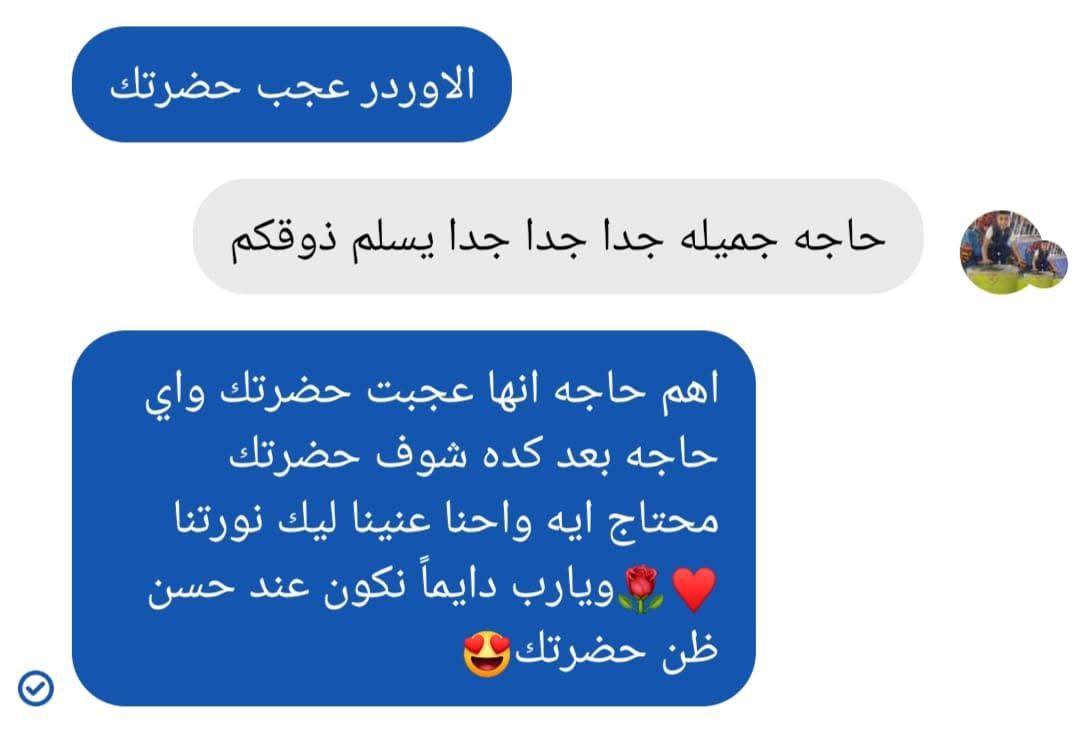 الاوردر عجب حضرتك
حاجه جميله جدا جدا جدا يسلم ذوقكم
اهم حاجه انها عجبت حضرتك واي
حاجه بعد كده شوف حضرتك
محتاج ايه واحنا عنينا ليك نورتنا
♥️🌹ويارب دايماً نكون عند حسن
ظن حضرتك😍